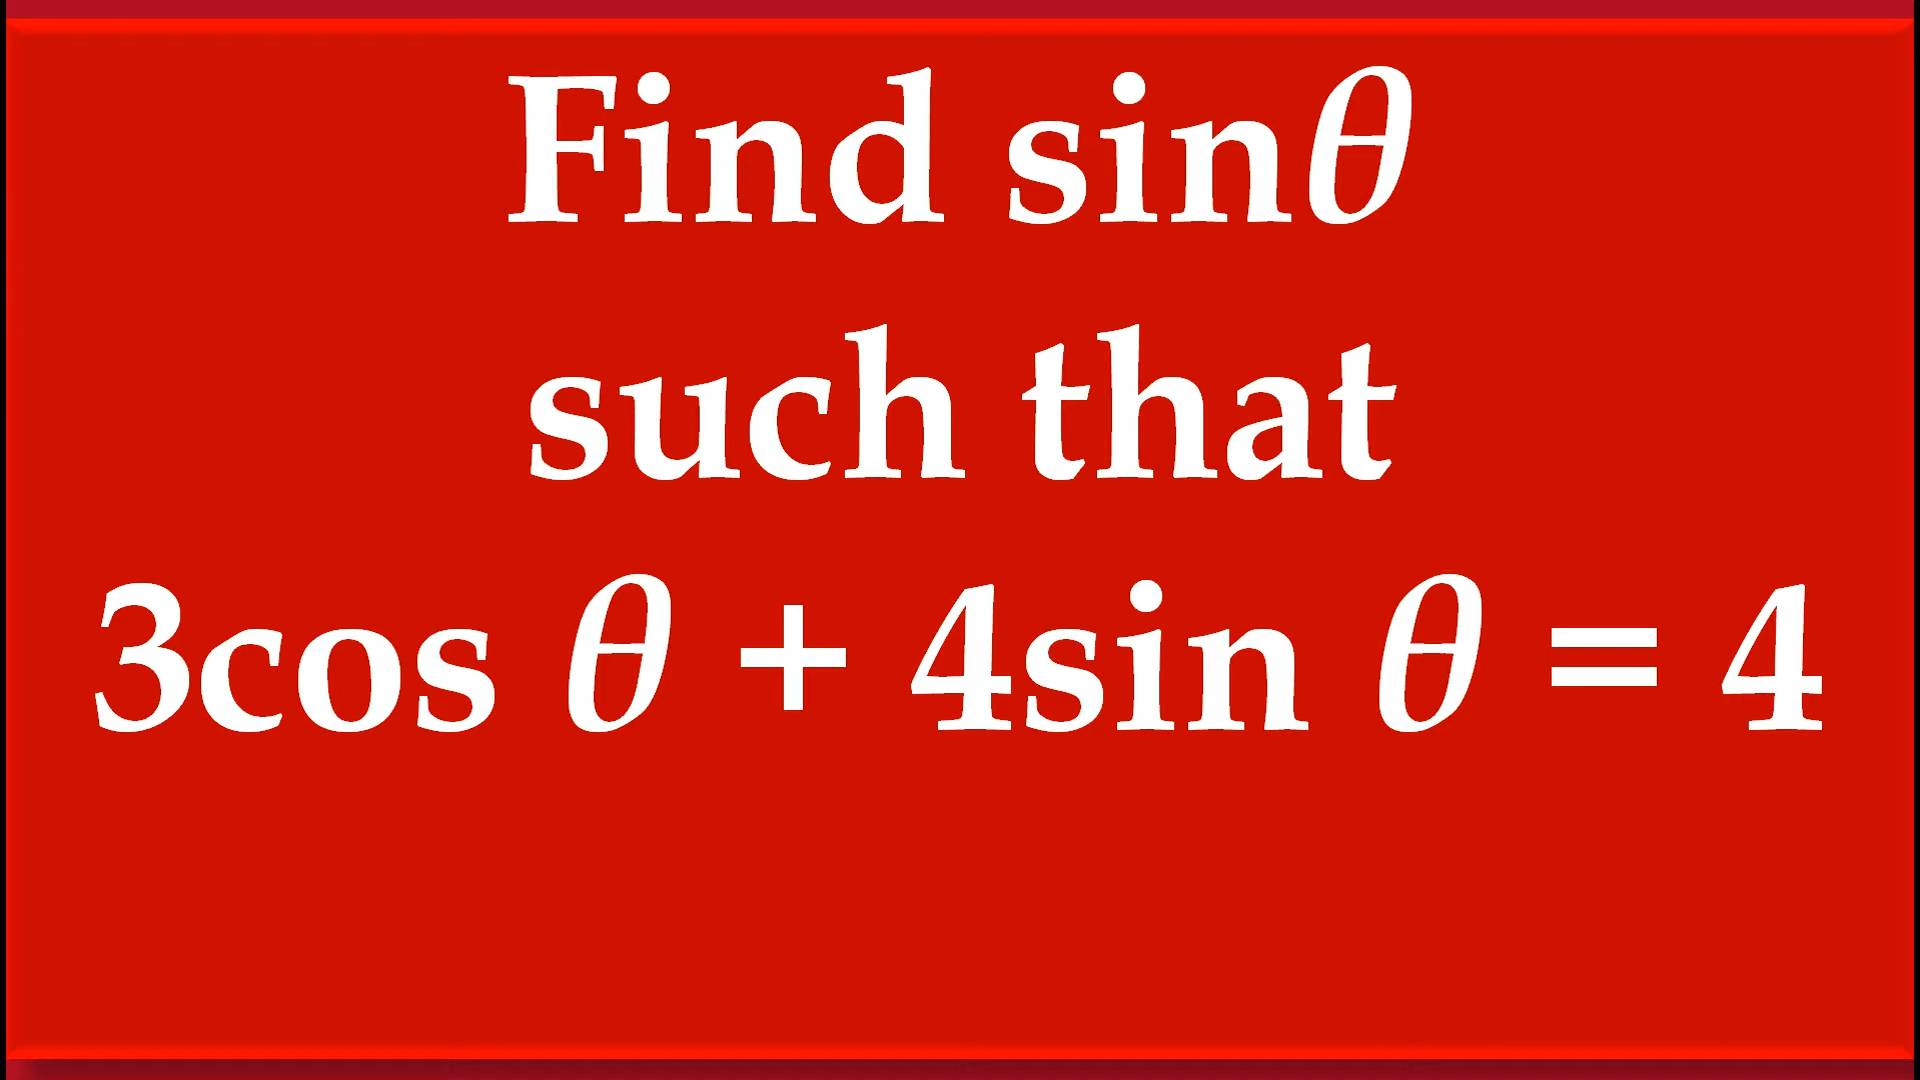 Find sin𝜃
such that
3cos 𝜃 + 4sin 𝜃 = 4